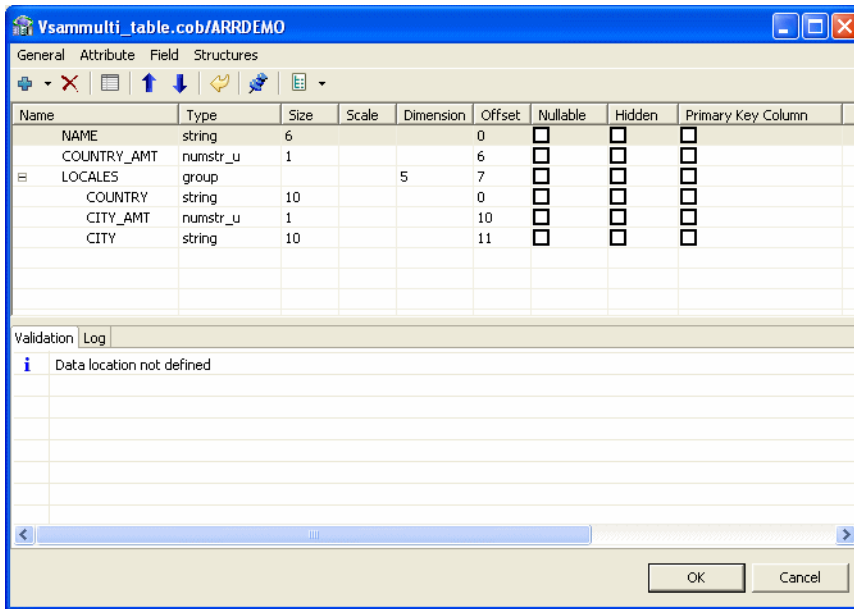 Vsammulti_table.cob/ARRDEMO
General Attribute Field Structures
Name Type Size Scale Dimension Offset Nullable Hidden Primary Key Column
NAME string 6 0
COUNTRY_AMT numstr_u 1 6
LOCALES group 5 7
COUNTRY string 10 0
CITY_AMT numstr_u 1 10
CITY string 10 11
Validation Log
i Data location not defined
OK Cancel